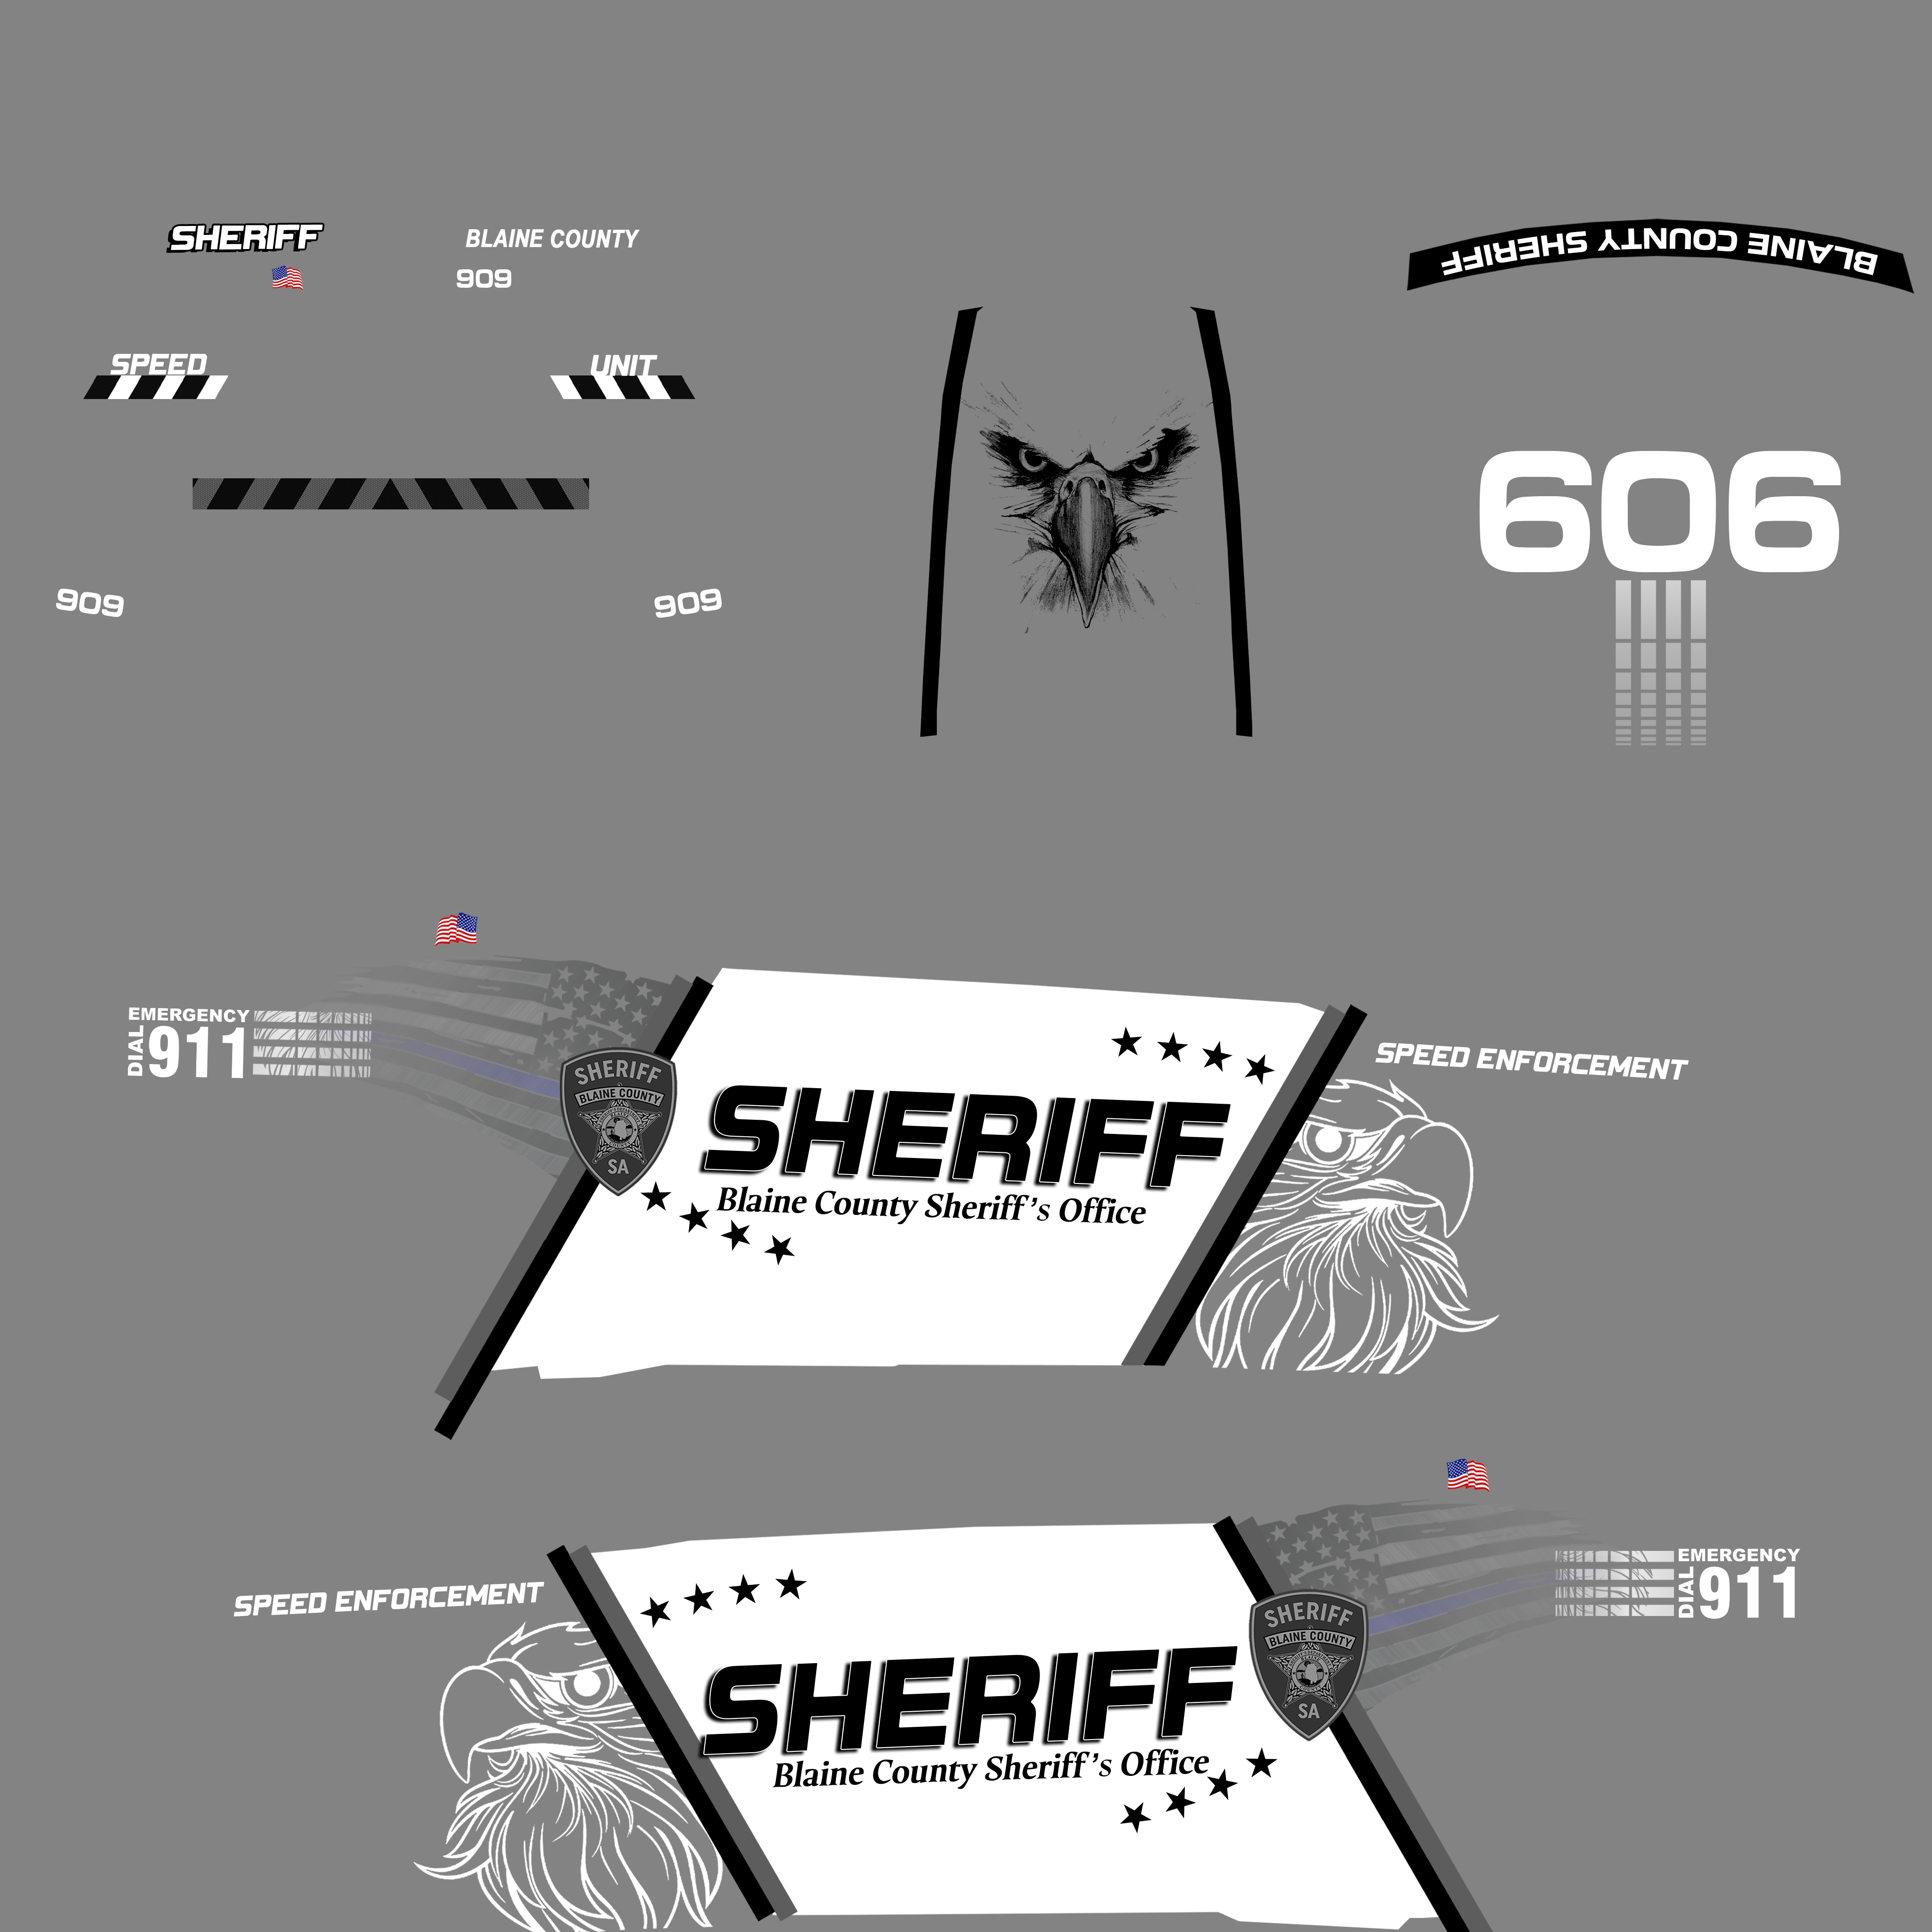 SHERIFF
BLAINE COUNTY
909
BLAINE COUNTY SHERIFF
SPEED
UNIT
606
909
909
EMERGENCY
DIAL
911
SPEED ENFORCEMENT
SHERIFF
BLAINE COUNTY
SA
SHERIFF
Blaine County Sheriff's Office
SPEED ENFORCEMENT
EMERGENCY
DIAL
911
SHERIFF
BLAINE COUNTY
SA
SHERIFF
Blaine County Sheriff's Office